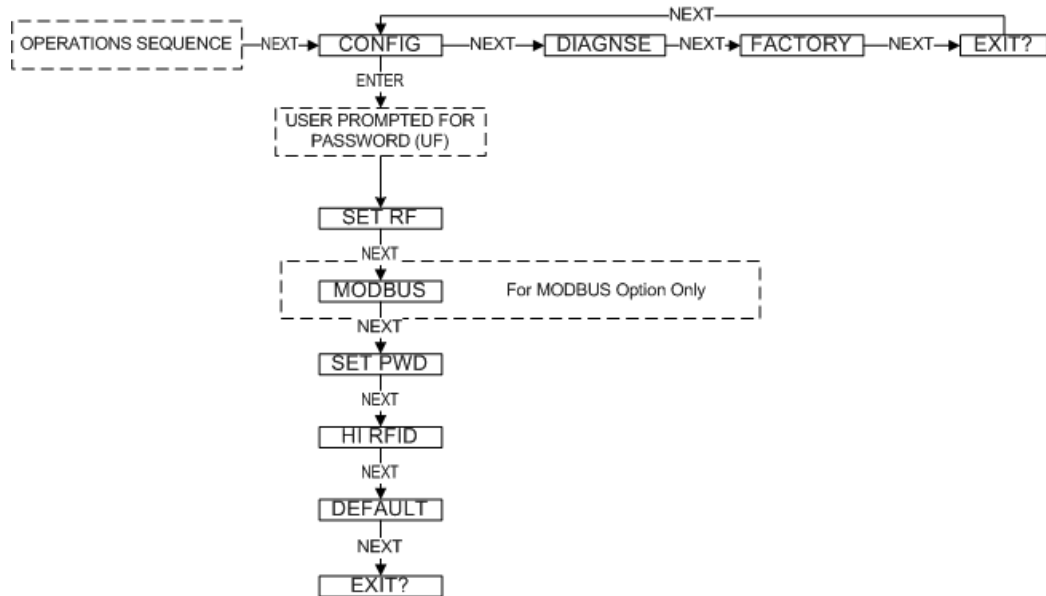 NEXT
OPERATIONS SEQUENCE
NEXT
CONFIG
NEXT
DIAGNSE
NEXT
FACTORY
NEXT
EXIT?
ENTER
USER PROMPTED FOR
PASSWORD (UF)
SET RF
NEXT
MODBUS
For MODBUS Option Only
NEXT
SET PWD
NEXT
HI RFID
NEXT
DEFAULT
NEXT
EXIT?